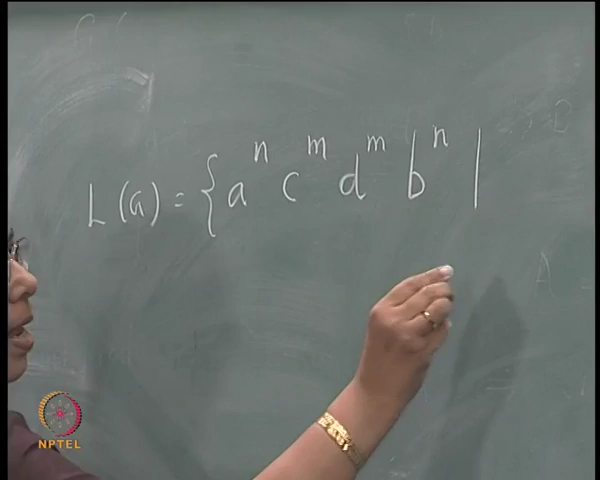 L(G) = { a^n c^m d^m b^n |
NPTEL